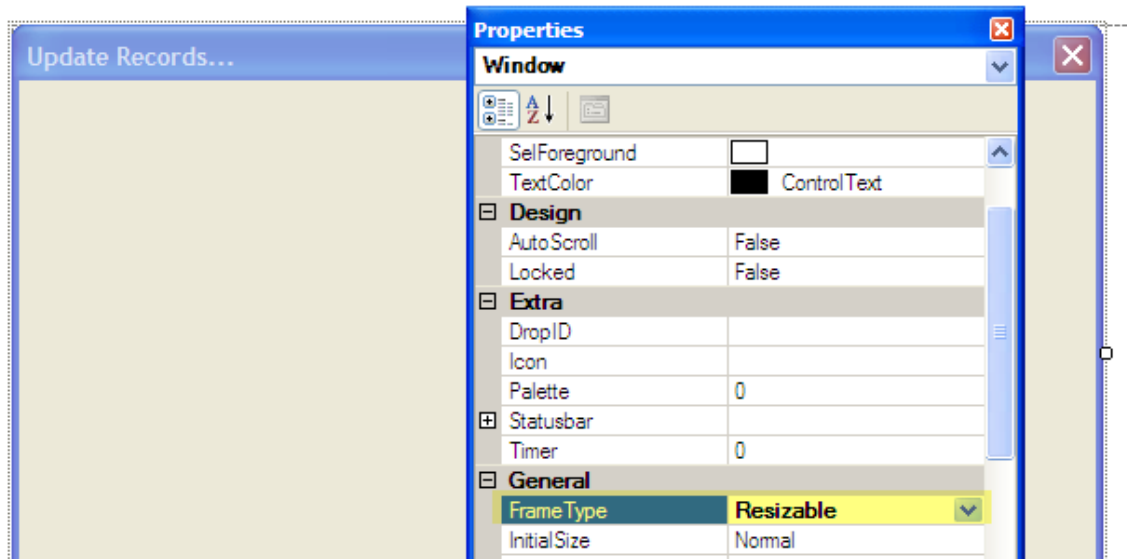 Properties
Update Records...
Window
A
Z
SelForeground
TextColor ControlText
Design
AutoScroll False
Locked False
Extra
DropID
Icon
Palette 0
Statusbar
Timer 0
General
FrameType Resizable
InitialSize Normal